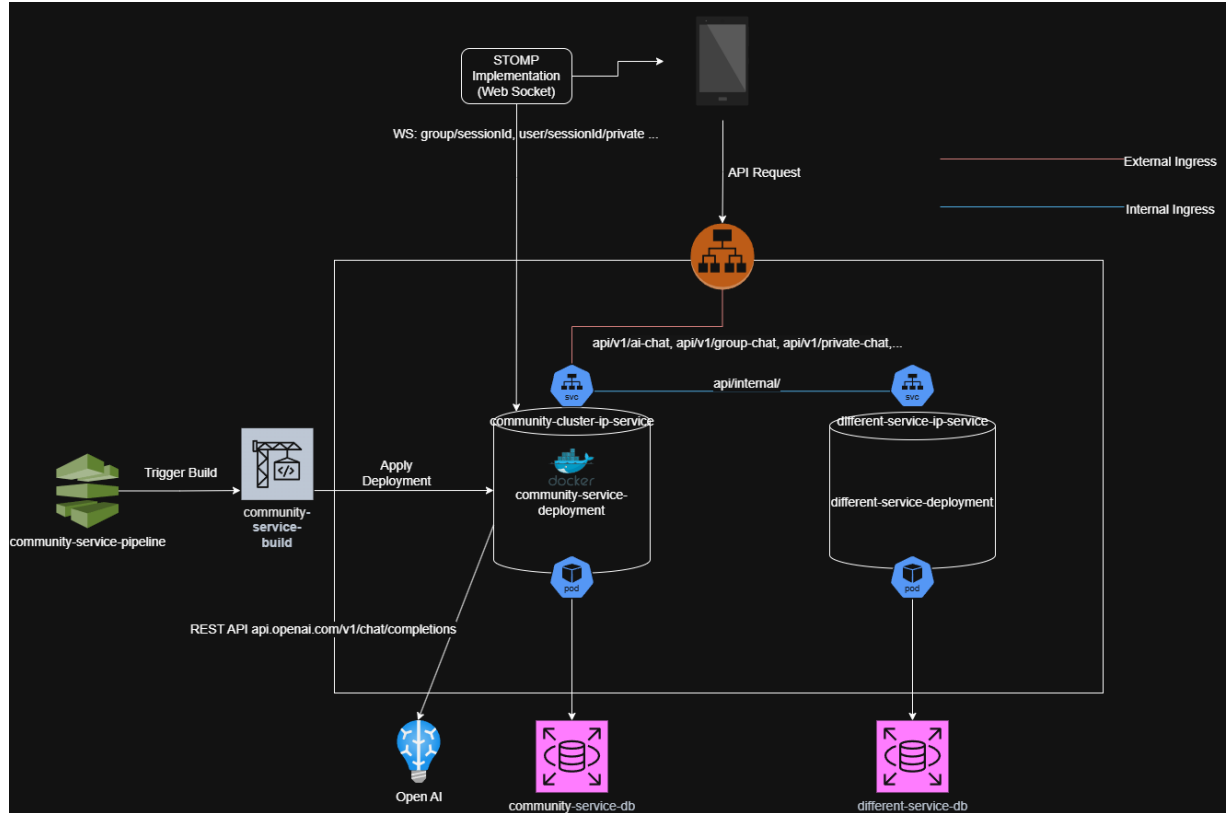 STOMP
Implementation
(Web Socket)
WS: group/sessionId, user/sessionId/private ...
API Request
External Ingress
Internal Ingress
api/v1/ai-chat, api/v1/group-chat, api/v1/private-chat,...
svc
api/internal/
svc
community-cluster-ip-service
different-service-ip-service
docker
community-service-
deployment
different-service-deployment
Trigger Build
Apply
Deployment
community-service-pipeline
community-
service-
build
pod
pod
REST API api.openai.com/v1/chat/completions
Open AI
community-service-db
different-service-db